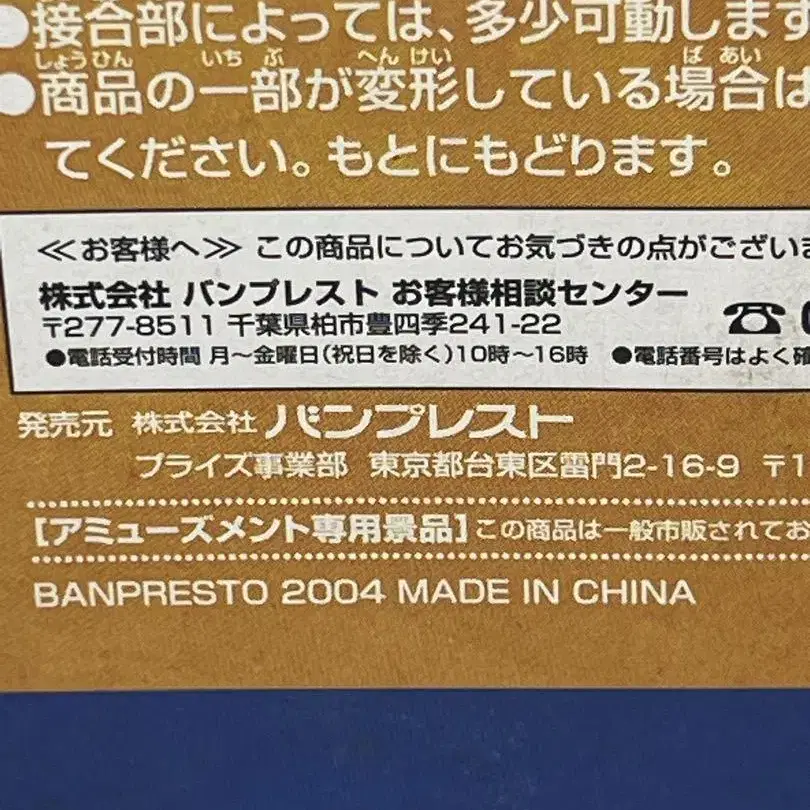 ●接合部によっては、多少可動します
しょうひん いちぶ へんけい ばあい
●商品の一部が変形している場合は
てください。もとにもどります。
≪お客様へ≫ この商品についてお気づきの点がございま
株式会社 バンプレスト お客様相談センター
〒277-8511 千葉県柏市豊四季241-22
●電話受付時間 月～金曜日(祝日を除く)10時～16時 ●電話番号はよく確
発売元 株式会社 バンプレスト
プライズ事業部 東京都台東区雷門2-16-9 〒1
[アミューズメント専用景品]この商品は一般市販されてお
BANPRESTO 2004 MADE IN CHINA